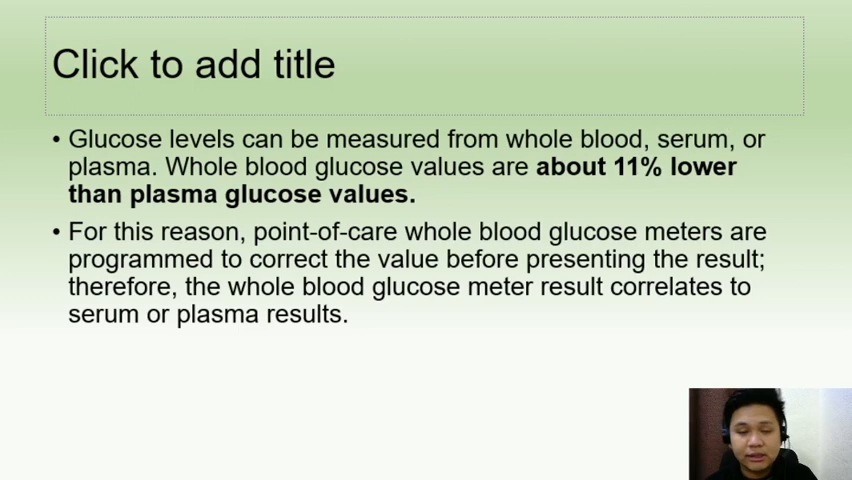 Click to add title
• Glucose levels can be measured from whole blood, serum, or
plasma. Whole blood glucose values are about 11% lower
than plasma glucose values.
• For this reason, point-of-care whole blood glucose meters are
programmed to correct the value before presenting the result;
therefore, the whole blood glucose meter result correlates to
serum or plasma results.